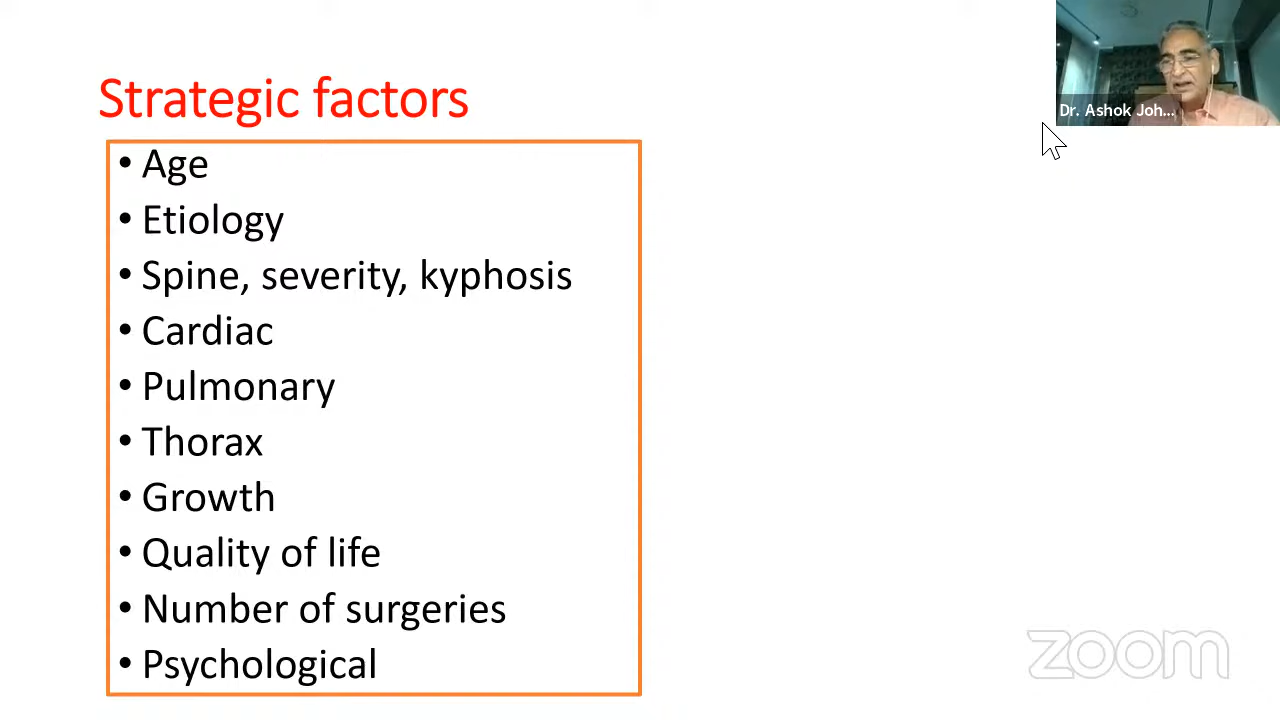 Strategic factors
• Age
• Etiology
• Spine, severity, kyphosis
• Cardiac
• Pulmonary
• Thorax
• Growth
• Quality of life
• Number of surgeries
• Psychological
Dr. Ashok Joh...
zoom